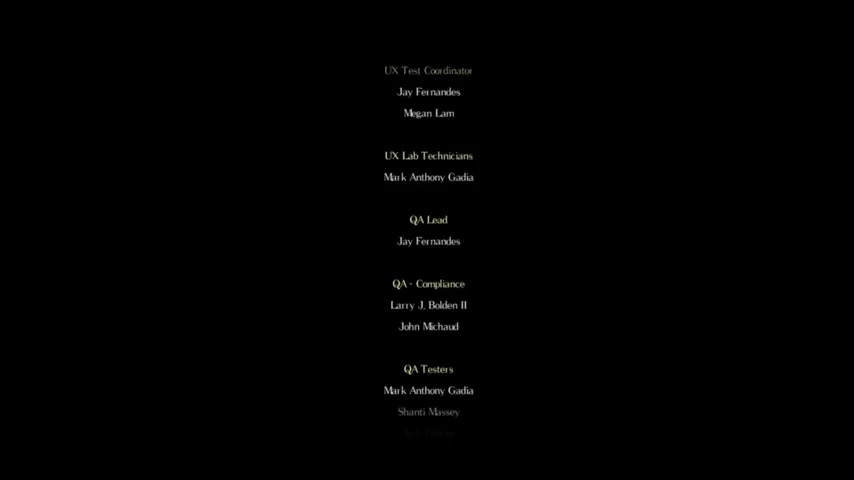 UX Test Coordinator
Jay Fernandes
Megan Lam
UX Lab Technicians
Mark Anthony Gadia
QA Lead
Jay Fernandes
QA - Compliance
Larry J. Bolden II
John Michaud
QA Testers
Mark Anthony Gadia
Shanti Massey